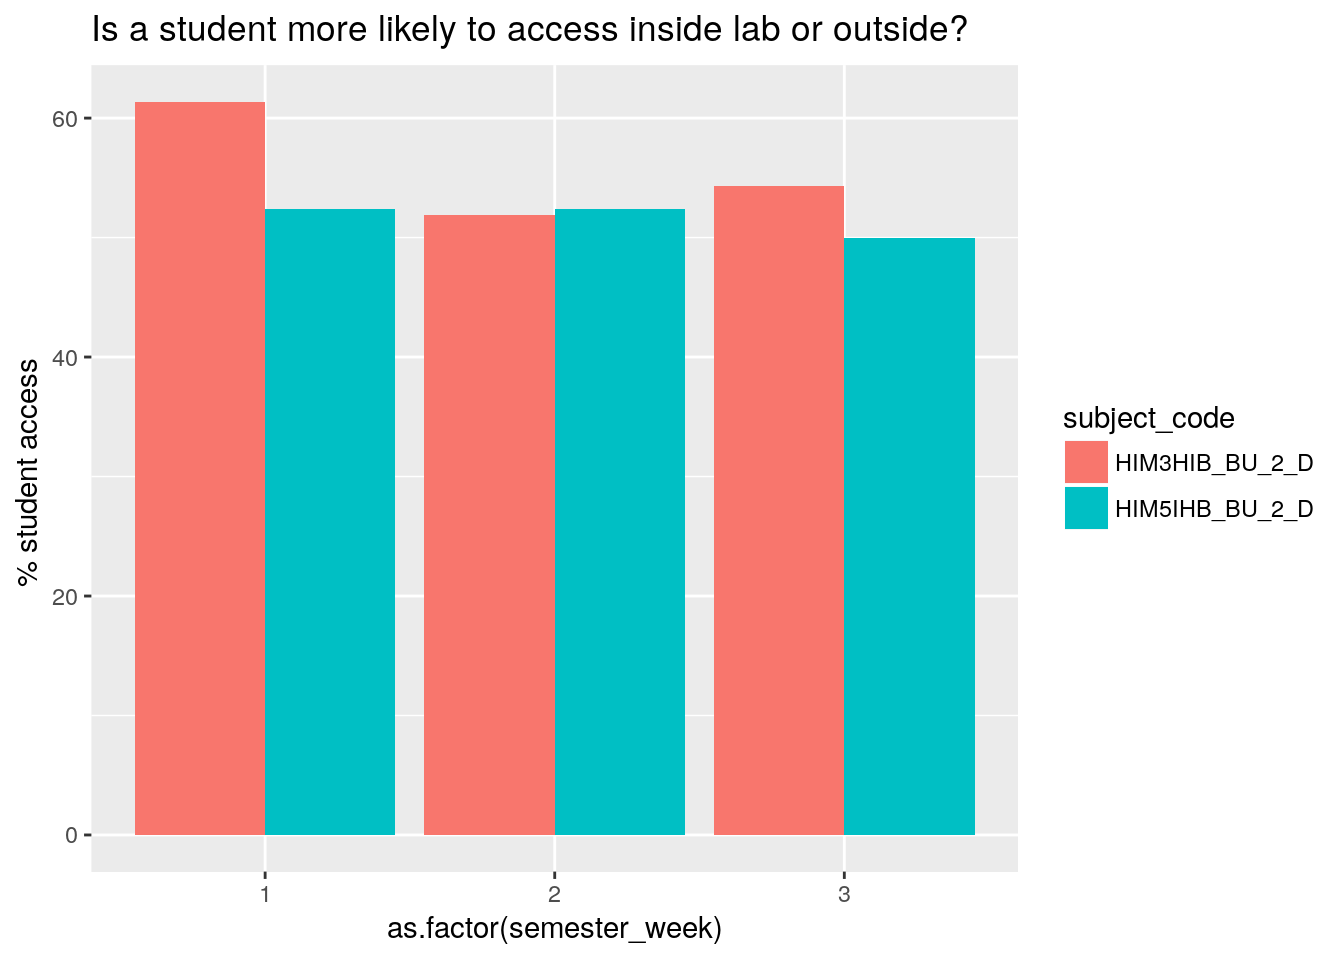 Is a student more likely to access inside lab or outside?
60
40
20
0
% student access
1
2
3
as.factor(semester_week)
subject_code
HIM3HIB_BU_2_D
HIM5IHB_BU_2_D